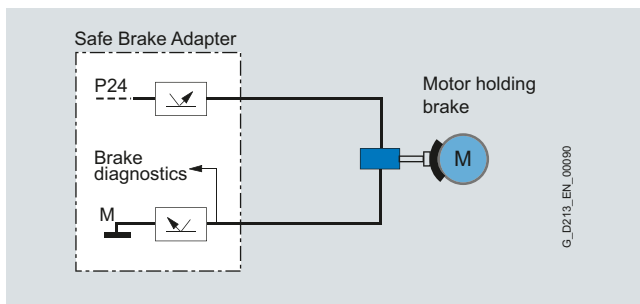 Safe Brake Adapter
P24
Motor holding
brake
Brake
diagnostics
M
M
G_D213_EN_00090